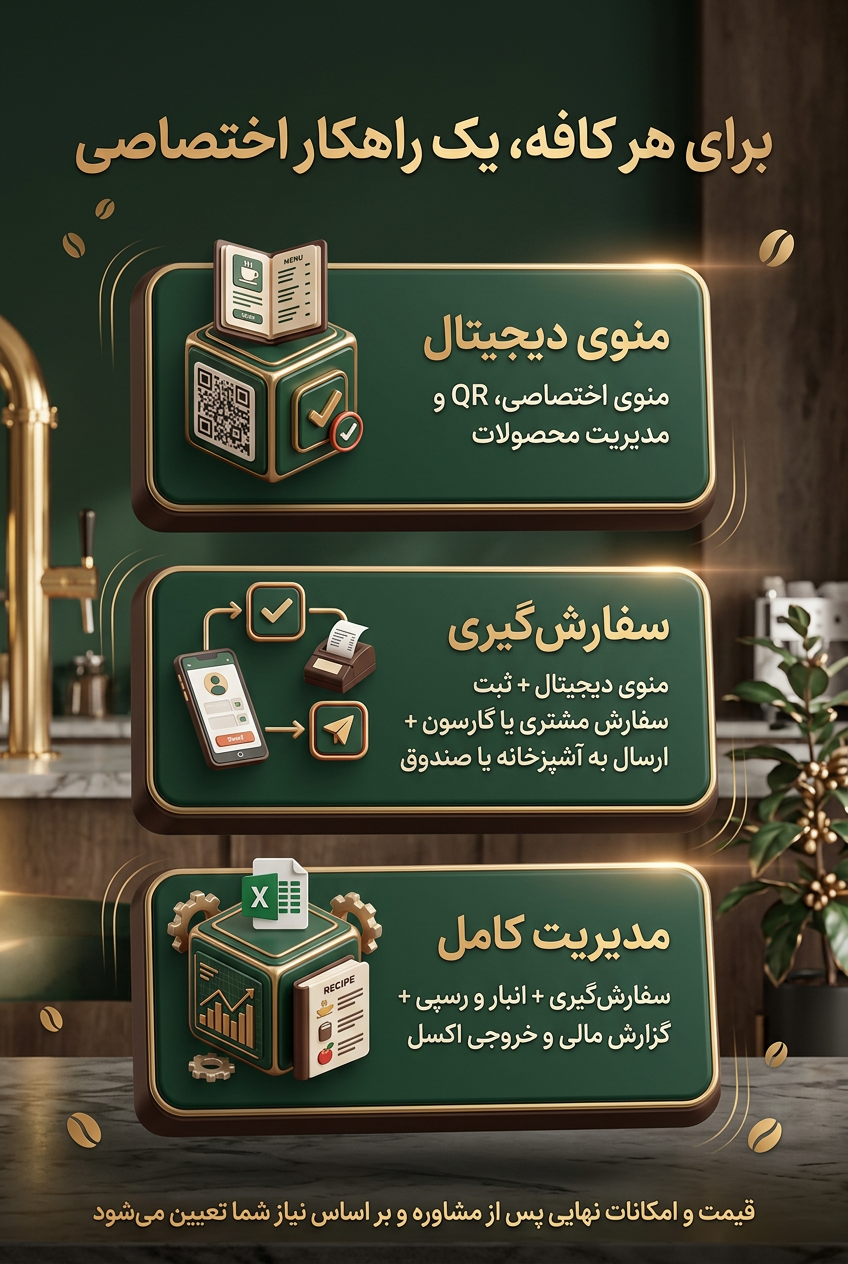 برای هر کافه، یک راهکار اختصاصی
MENU
منوی دیجیتال
منوی اختصاصی، QR و
مدیریت محصولات
سفارش‌گیری
منوی دیجیتال + ثبت
سفارش مشتری یا گارسون +
ارسال به آشپزخانه یا صندوق
X
مدیریت کامل
RECIPE
سفارش‌گیری + انبار و رسپی +
گزارش مالی و خروجی اکسل
قیمت و امکانات نهایی پس از مشاوره و بر اساس نیاز شما تعیین می‌شود